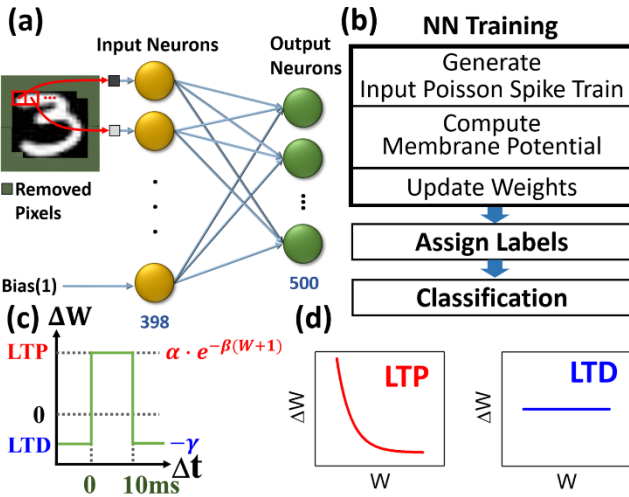 (a)
Input Neurons
Output
Neurons
Removed
Pixels
Bias(1)
398
500
(b)
NN Training
Generate
Input Poisson Spike Train
Compute
Membrane Potential
Update Weights
Assign Labels
Classification
(c)
ΔW
LTP
α · e^{-β(W+1)}
0
LTD
-γ
Δt
0
10ms
(d)
LTP
ΔW
W
LTD
ΔW
W